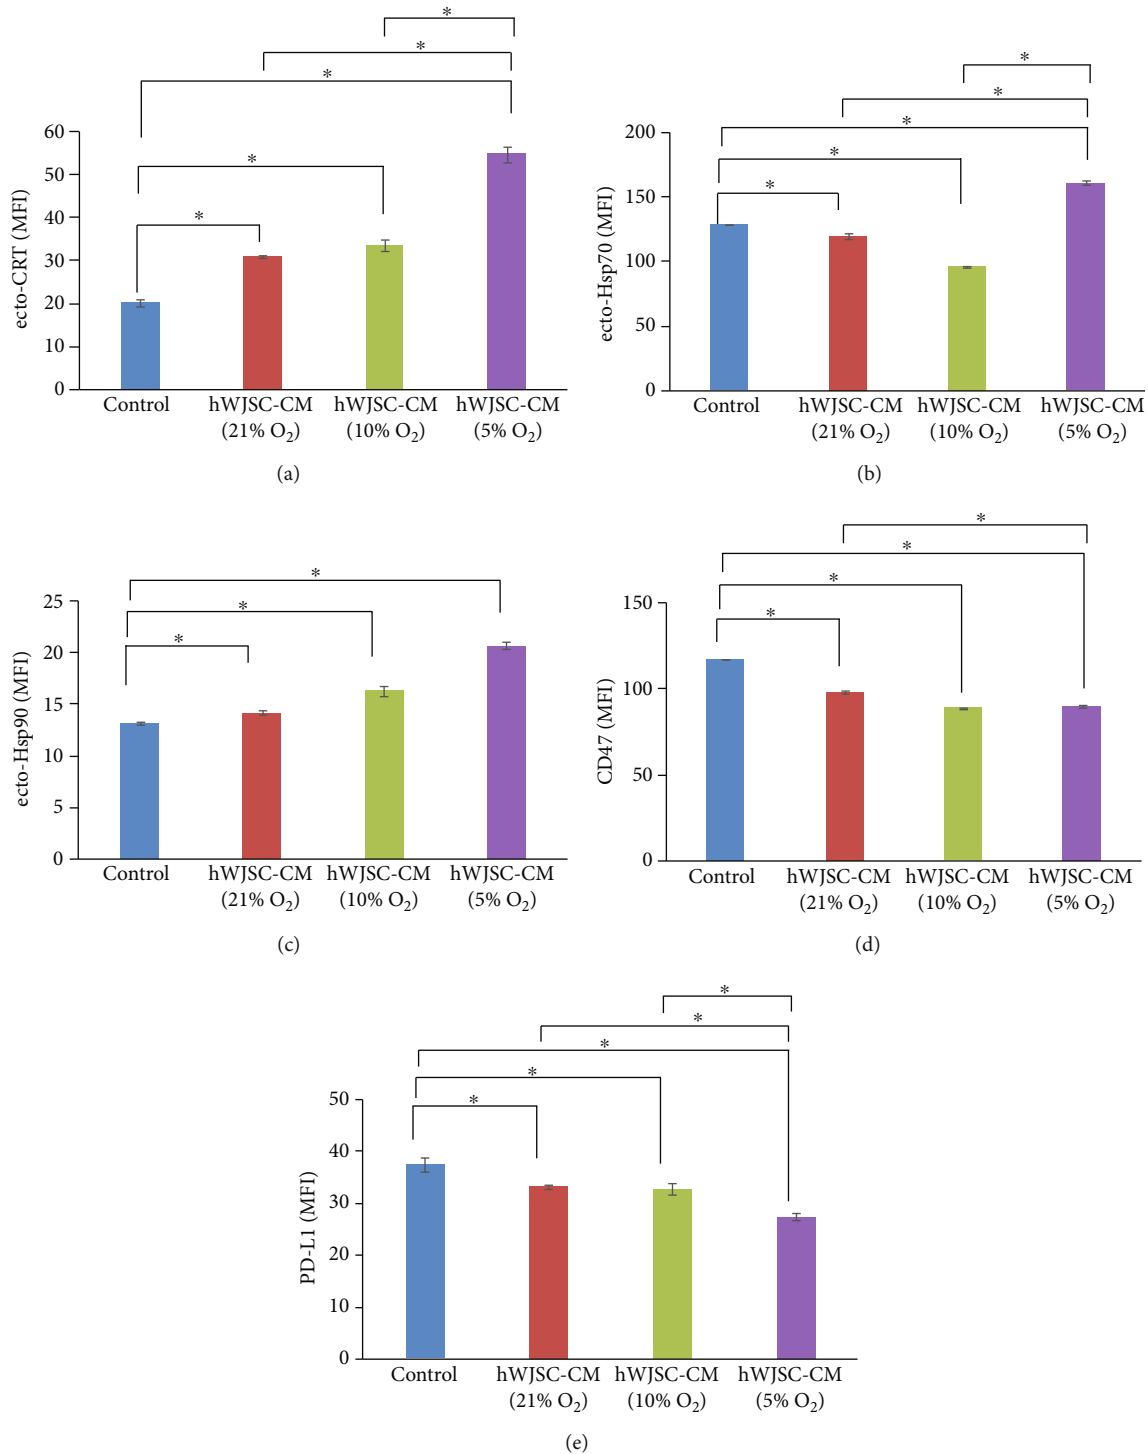 *
*
*
*
*
ecto-CRT (MFI)
60
50
40
30
20
10
0
Control
hWJSC-CM (21% O₂)
hWJSC-CM (10% O₂)
hWJSC-CM (5% O₂)
(a)
*
*
*
*
*
ecto-Hsp70 (MFI)
200
150
100
50
0
Control
hWJSC-CM (21% O₂)
hWJSC-CM (10% O₂)
hWJSC-CM (5% O₂)
(b)
*
*
*
ecto-Hsp90 (MFI)
25
20
15
10
5
0
Control
hWJSC-CM (21% O₂)
hWJSC-CM (10% O₂)
hWJSC-CM (5% O₂)
(c)
*
*
*
*
CD47 (MFI)
150
100
50
0
Control
hWJSC-CM (21% O₂)
hWJSC-CM (10% O₂)
hWJSC-CM (5% O₂)
(d)
*
*
*
*
*
PD-L1 (MFI)
50
40
30
20
10
0
Control
hWJSC-CM (21% O₂)
hWJSC-CM (10% O₂)
hWJSC-CM (5% O₂)
(e)